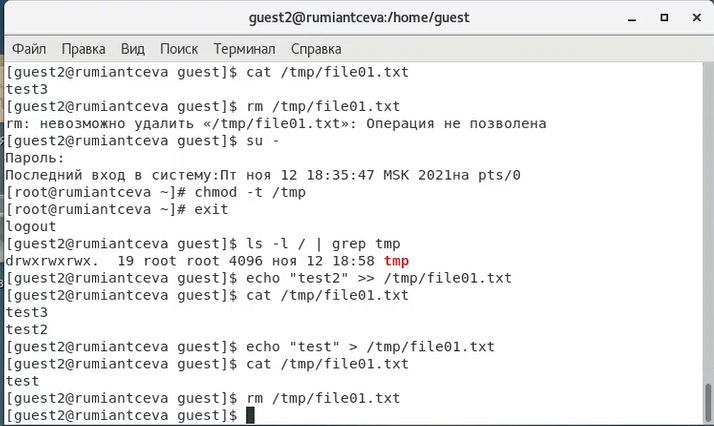 guest2@rumiantceva:/home/guest
Файл Правка Вид Поиск Терминал Справка
[guest2@rumiantceva guest]$ cat /tmp/file01.txt
test3
[guest2@rumiantceva guest]$ rm /tmp/file01.txt
rm: невозможно удалить «/tmp/file01.txt»: Операция не позволена
[guest2@rumiantceva guest]$ su -
Пароль:
Последний вход в систему:Пт ноя 12 18:35:47 MSK 2021на pts/0
[root@rumiantceva ~]# chmod -t /tmp
[root@rumiantceva ~]# exit
logout
[guest2@rumiantceva guest]$ ls -l / | grep tmp
drwxrwxrwx.  19 root root 4096 ноя 12 18:58 tmp
[guest2@rumiantceva guest]$ echo "test2" >> /tmp/file01.txt
[guest2@rumiantceva guest]$ cat /tmp/file01.txt
test3
test2
[guest2@rumiantceva guest]$ echo "test" > /tmp/file01.txt
[guest2@rumiantceva guest]$ cat /tmp/file01.txt
test
[guest2@rumiantceva guest]$ rm /tmp/file01.txt
[guest2@rumiantceva guest]$